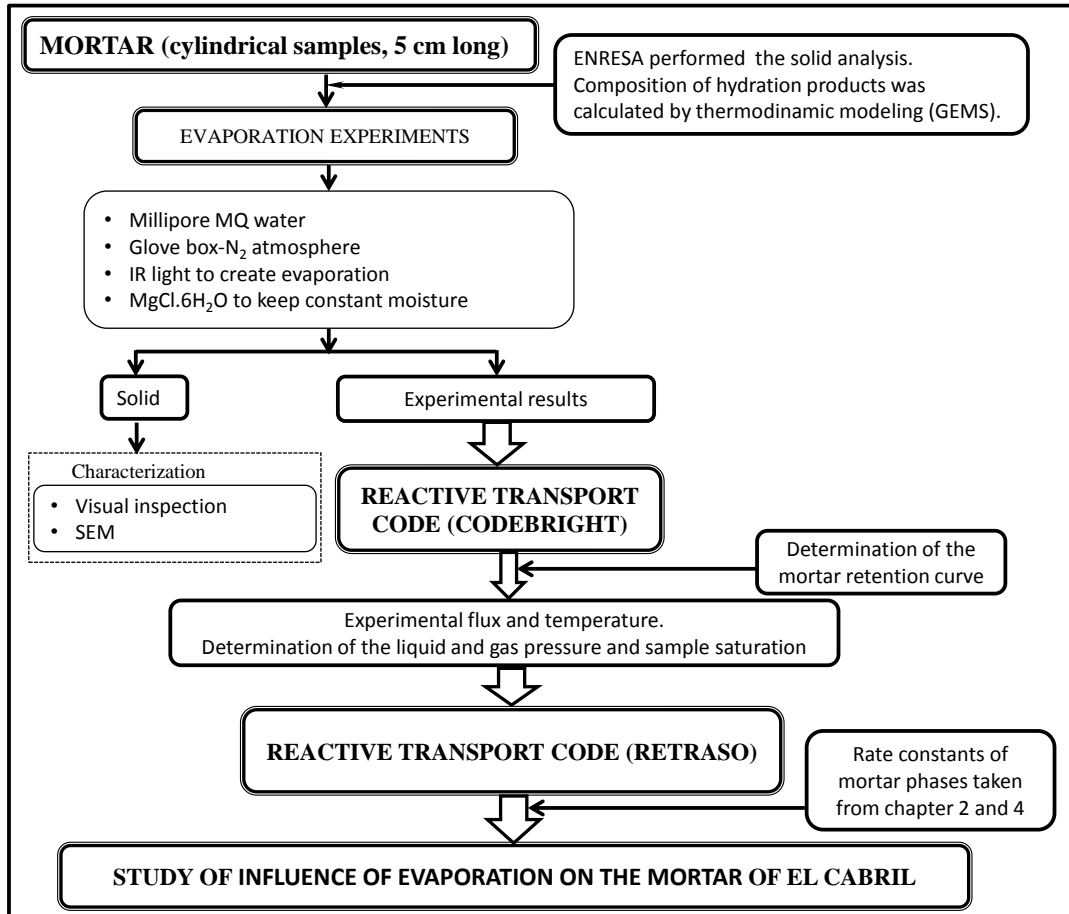 MORTAR (cylindrical samples, 5 cm long)
ENRESA performed the solid analysis.
Composition of hydration products was
calculated by thermodinamic modeling (GEMS).
EVAPORATION EXPERIMENTS
• Millipore MQ water
• Glove box-N₂ atmosphere
• IR light to create evaporation
• MgCl.6H₂O to keep constant moisture
Solid
Experimental results
Characterization
• Visual inspection
• SEM
REACTIVE TRANSPORT
CODE (CODEBRIGHT)
Determination of the
mortar retention curve
Experimental flux and temperature.
Determination of the liquid and gas pressure and sample saturation
REACTIVE TRANSPORT CODE (RETRASO)
Rate constants of
mortar phases taken
from chapter 2 and 4
STUDY OF INFLUENCE OF EVAPORATION ON THE MORTAR OF EL CABRIL